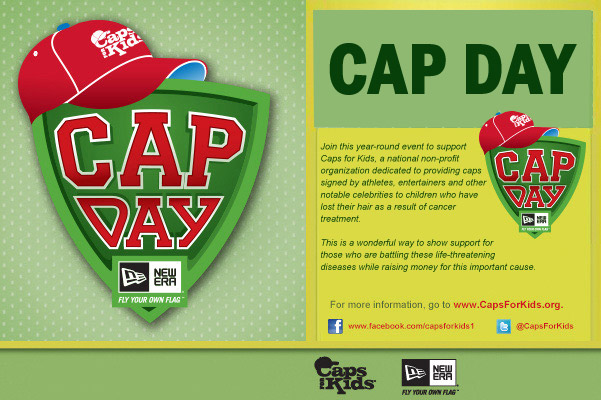 Caps
FOR Kids
CAP
DAY
NEW
ERA
FLY YOUR OWN FLAG™
CAP DAY
Join this year-round event to support
Caps for Kids, a national non-profit
organization dedicated to providing caps
signed by athletes, entertainers and other
notable celebrities to children who have
lost their hair as a result of cancer
treatment.
This is a wonderful way to show support for
those who are battling these life-threatening
diseases while raising money for this important cause.
Caps
FOR Kids
CAP
DAY
NEW
ERA
FLY YOUR OWN FLAG
For more information, go to www.CapsForKids.org.
f www.facebook.com/capsforkids1
t @CapsForKids
Caps
FOR Kids™
NEW
ERA
FLY YOUR OWN FLAG™